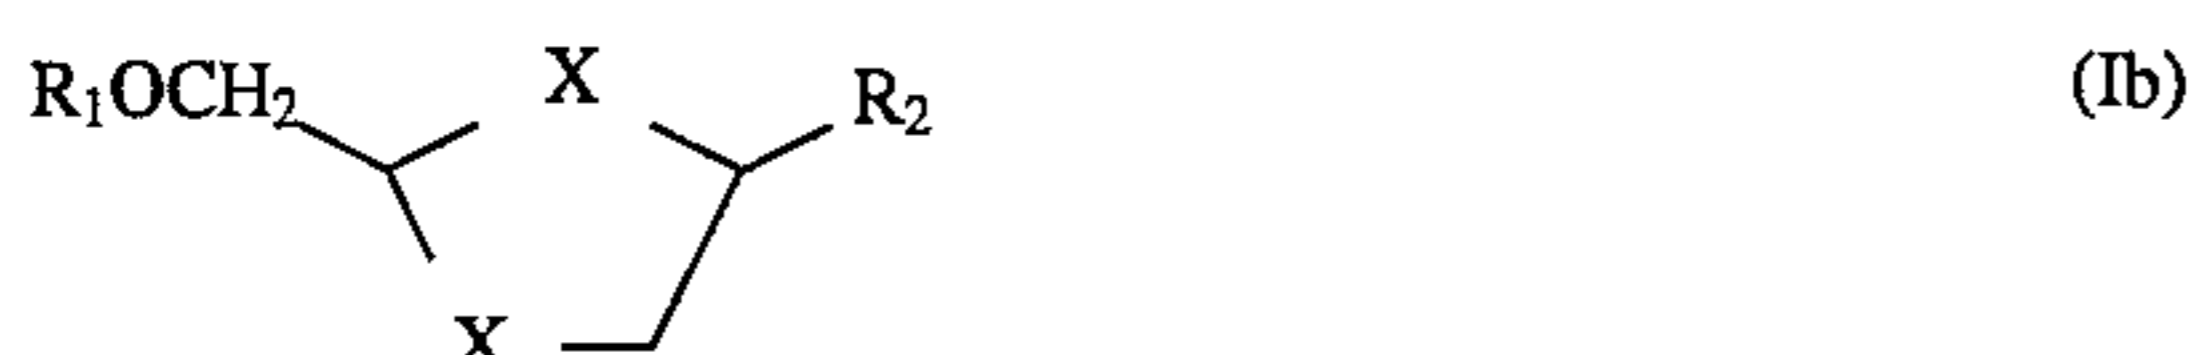 R₁OCH₂ X R₂ (Ib)
X